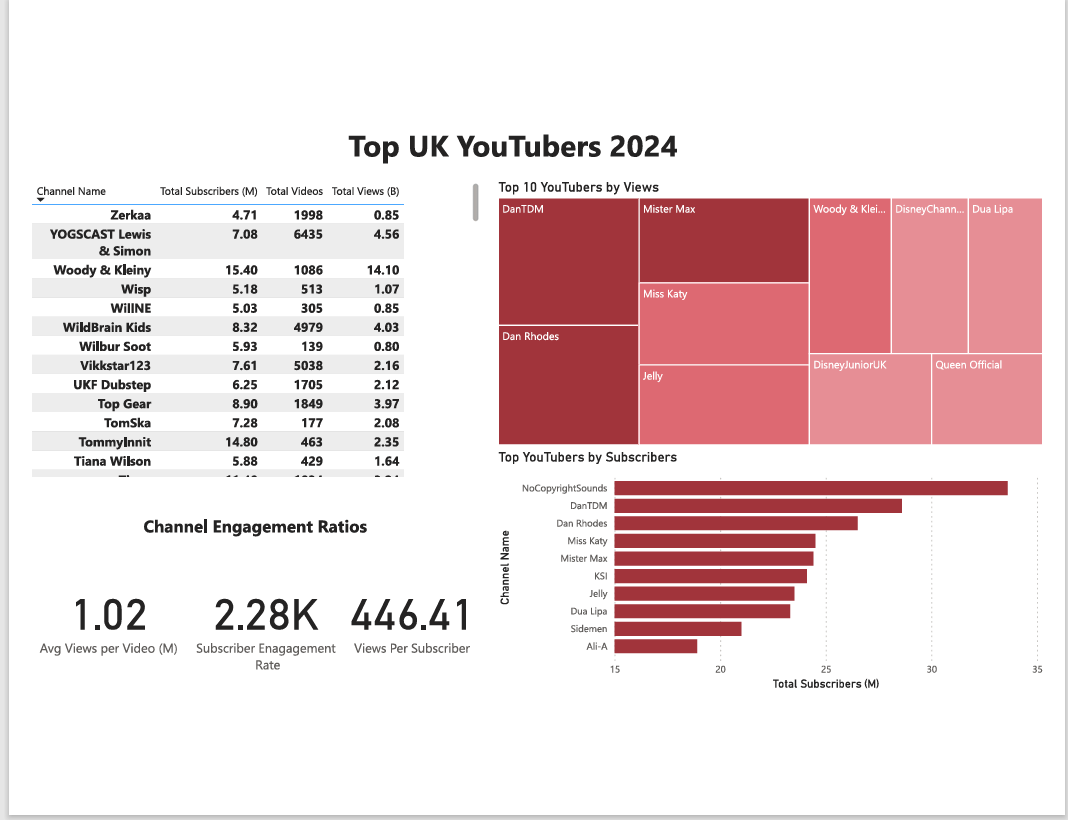 Top UK YouTubers 2024
Channel Name Total Subscribers (M) Total Videos Total Views (B)
Zerkaa 4.71 1998 0.85
YOGSCAST Lewis 7.08 6435 4.56
& Simon
Woody & Kleiny 15.40 1086 14.10
Wisp 5.18 513 1.07
WillNE 5.03 305 0.85
WildBrain Kids 8.32 4979 4.03
Wilbur Soot 5.93 139 0.80
Vikkstar123 7.61 5038 2.16
UKF Dubstep 6.25 1705 2.12
Top Gear 8.90 1849 3.97
TomSka 7.28 177 2.08
TommyInnit 14.80 463 2.35
Tiana Wilson 5.88 429 1.64
Channel Engagement Ratios
1.02 2.28K 446.41
Avg Views per Video (M) Subscriber Enagagement Views Per Subscriber
Rate
Top 10 YouTubers by Views
DanTDM Mister Max Woody & Klei... DisneyChann... Dua Lipa
Miss Katy
Dan Rhodes
DisneyJuniorUK Queen Official
Jelly
Top YouTubers by Subscribers
Channel Name
NoCopyrightSounds
DanTDM
Dan Rhodes
Miss Katy
Mister Max
KSI
Jelly
Dua Lipa
Sidemen
Ali-A
15 20 25 30 35
Total Subscribers (M)